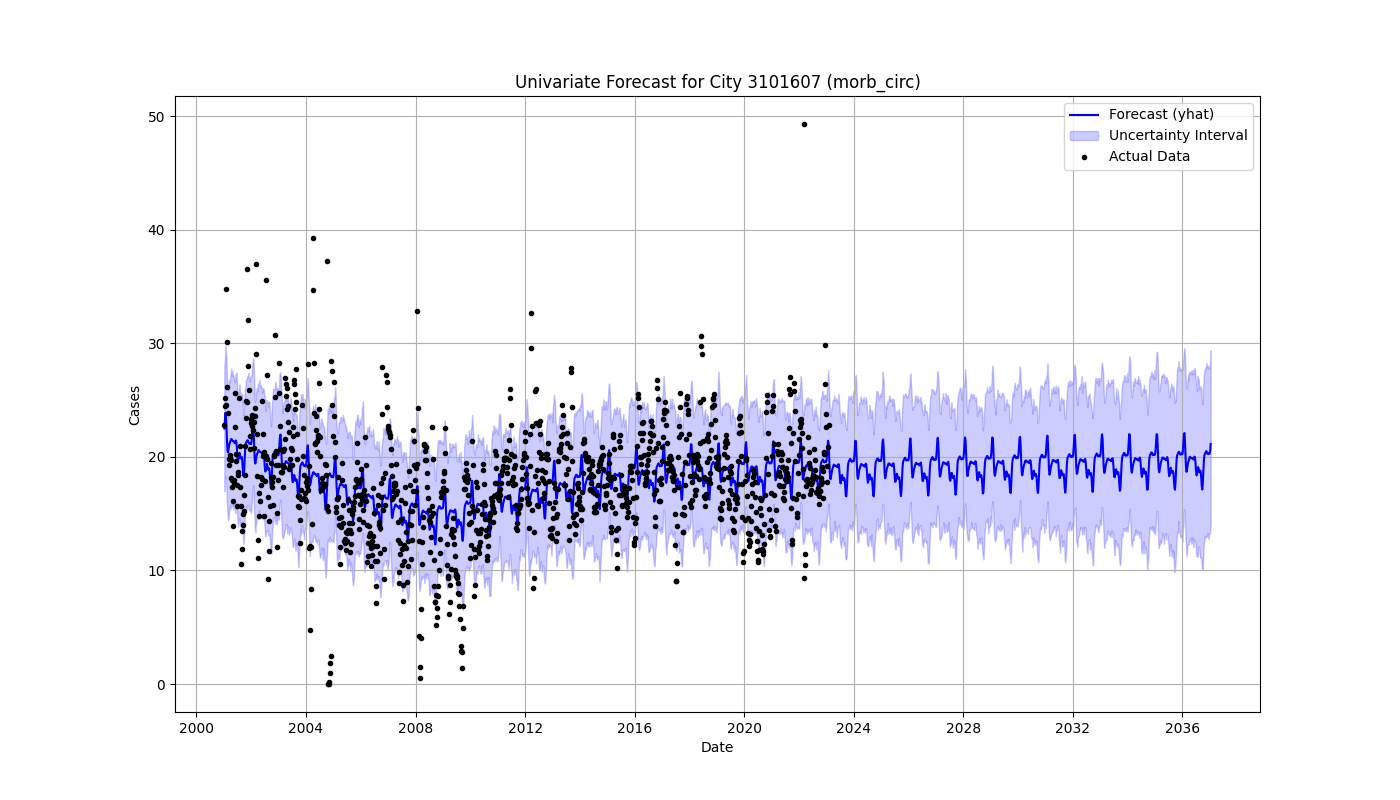 Univariate Forecast for City 3101607 (morb_circ)
Forecast (yhat)
Uncertainty Interval
Actual Data
Cases
50
40
30
20
10
0
2000 2004 2008 2012 2016 2020 2024 2028 2032 2036
Date